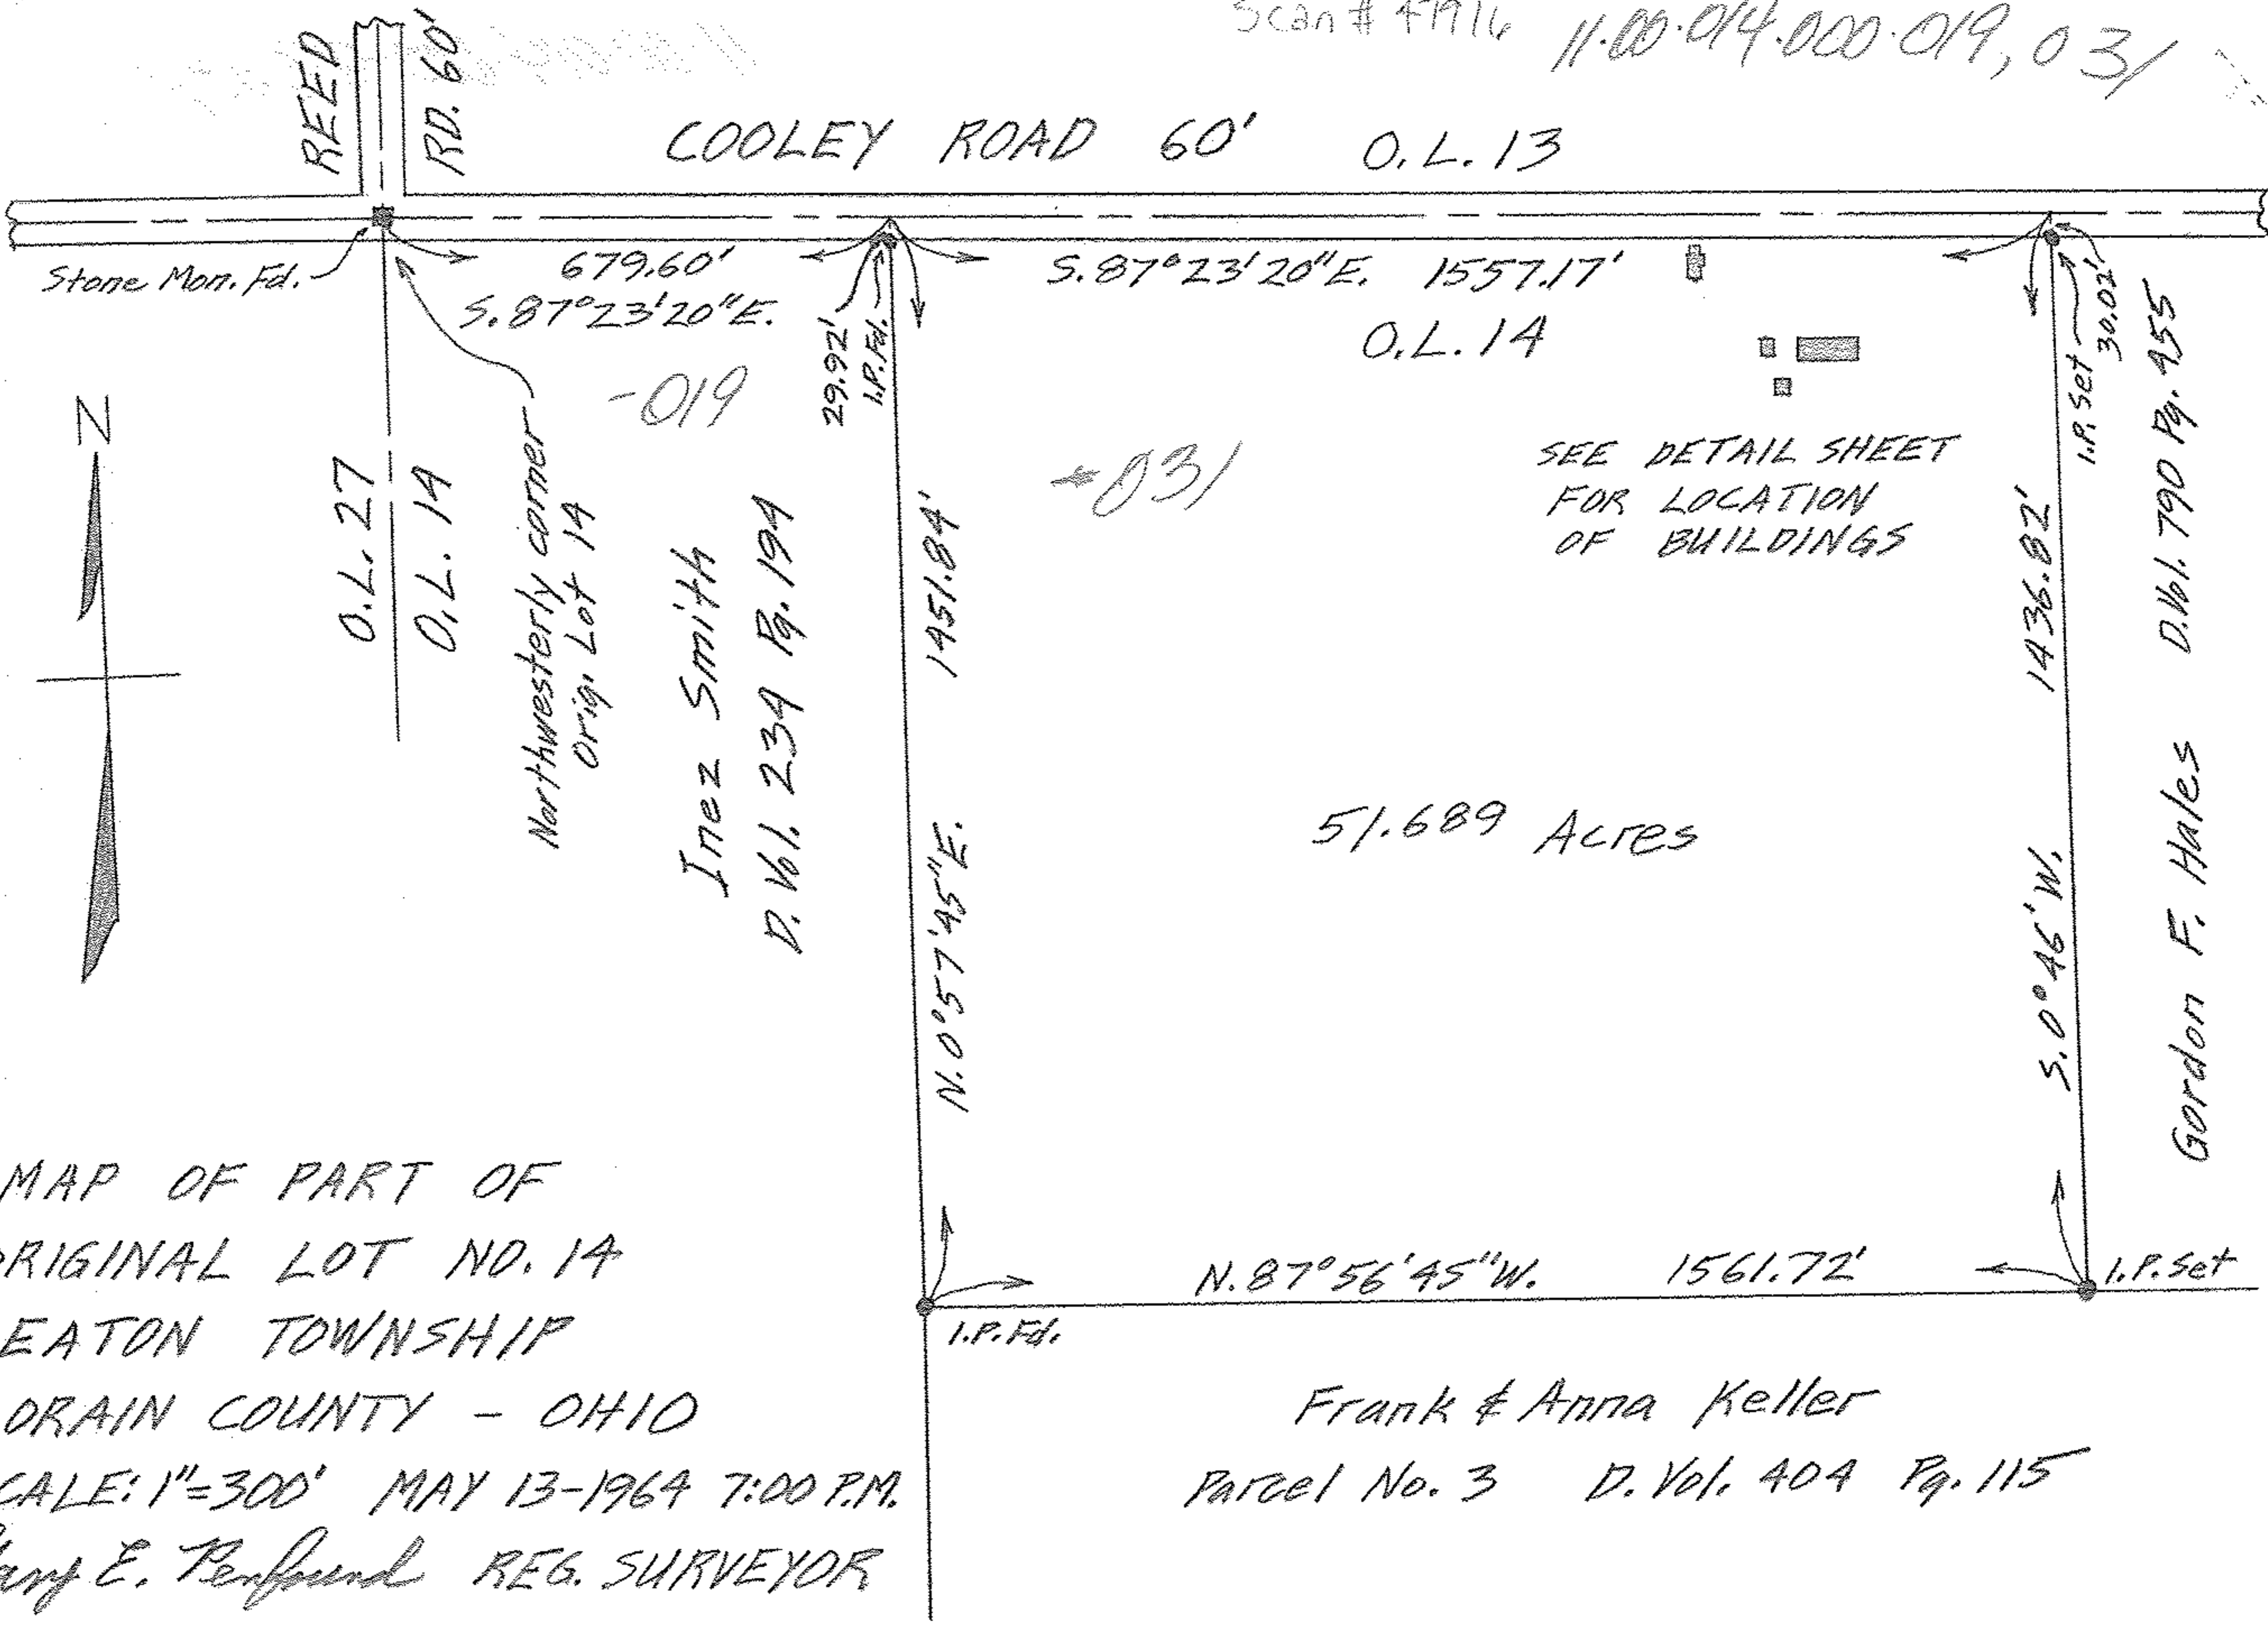 Scan # 47916
11-00-014-000-019, 031
REED
RD. 60'
COOLEY ROAD 60'
O.L. 13
Stone Mon. Fd.
679.60'
S. 87°23'20"E.
S. 87°23'20"E. 1557.17'
29.92'
I.P. Fd.
I.P. Set
30.02'
O.L. 14
-019
-031
N
O.L. 27
O.L. 14
Northwesterly corner
Orig. Lot 14
Inez Smith
D. Vol. 234 Pg. 194
1451.84'
N. 0°57'45"E.
SEE DETAIL SHEET
FOR LOCATION
OF BUILDINGS
51.689 Acres
1436.82'
S. 0°46'W.
Gordon F. Hales D.Vol. 790 Pg. 455
N. 87°56'45"W. 1561.72'
I.P. Set
I.P. Fd.
Frank & Anna Keller
Parcel No. 3 D. Vol. 404 Pg. 115
MAP OF PART OF
ORIGINAL LOT NO. 14
EATON TOWNSHIP
ORAIN COUNTY - OHIO
CALE: 1"=300' MAY 13-1964 7:00 P.M.
E. Penfound REG. SURVEYOR